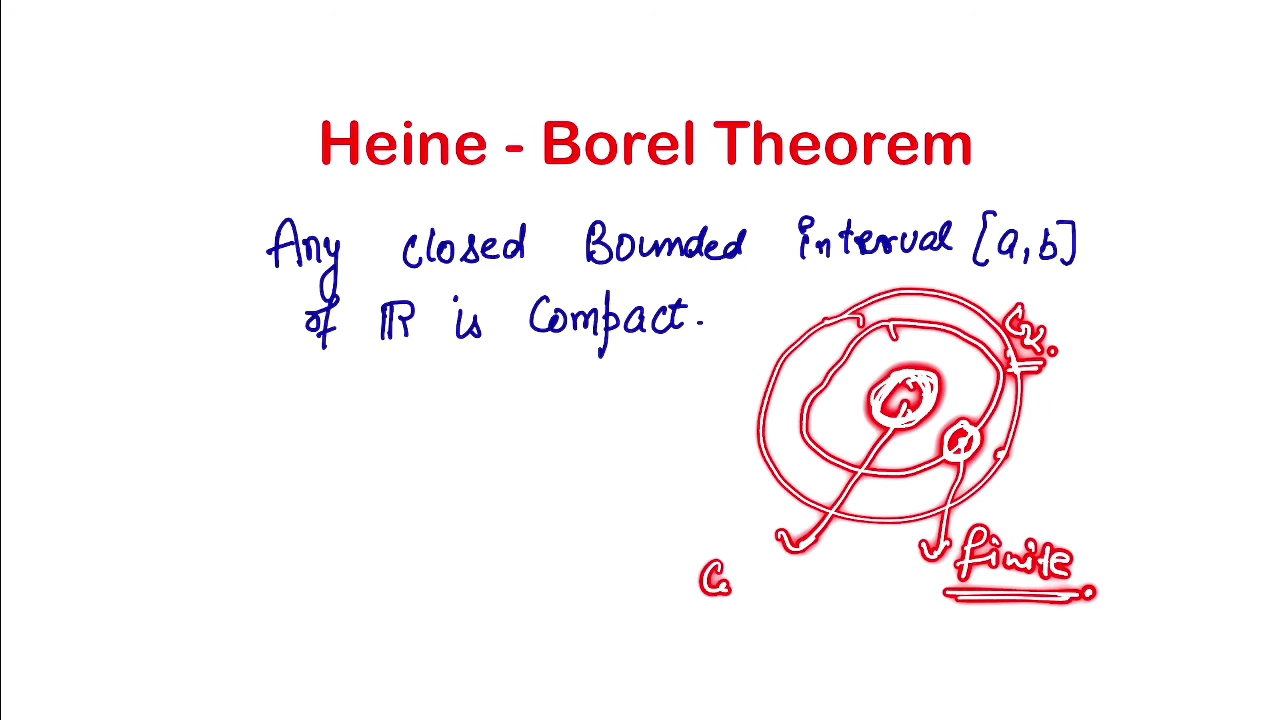 Heine - Borel Theorem
Any closed Bounded interval [a,b]
of ℝ is Compact.
finite